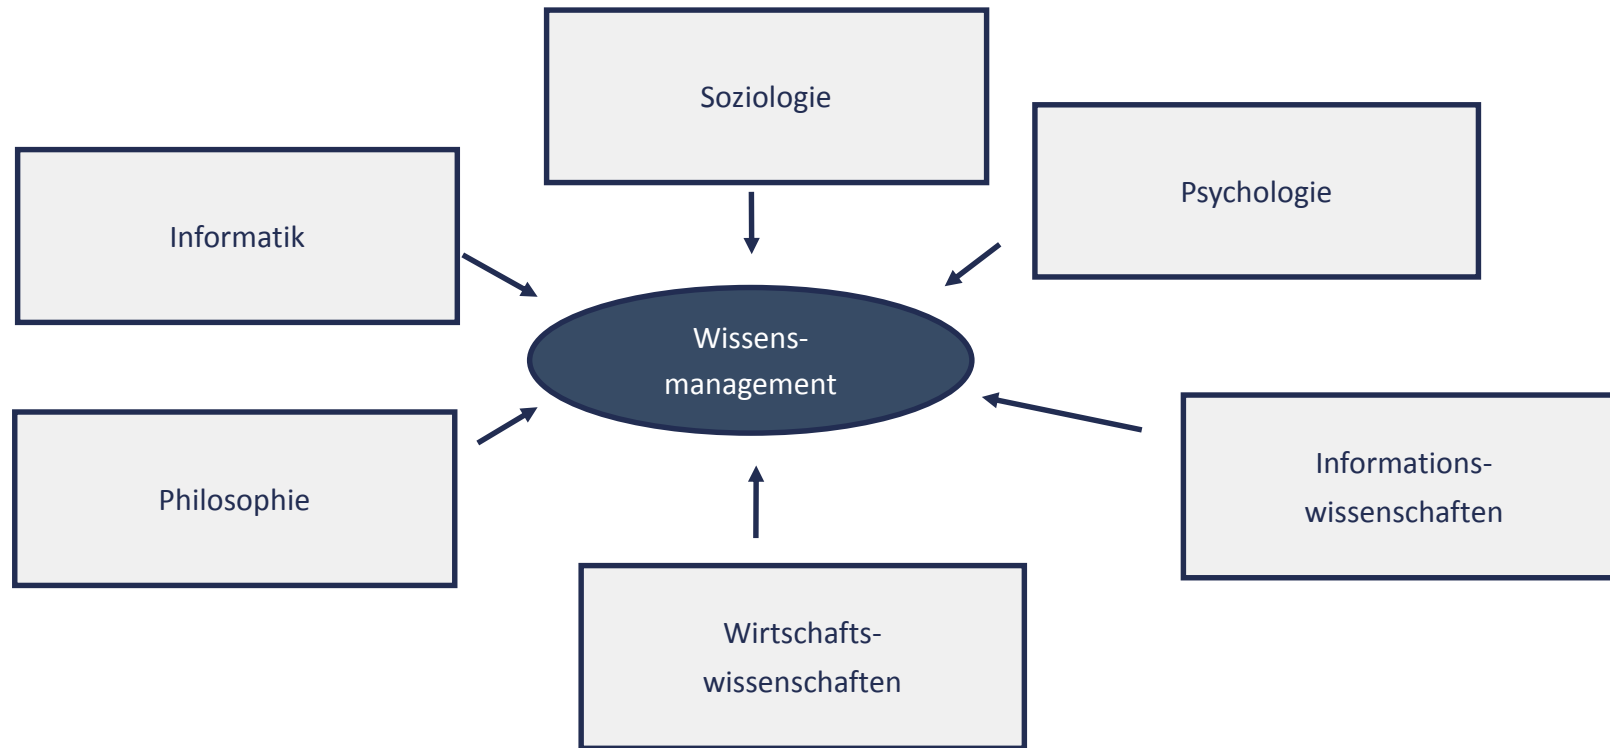 Soziologie
Psychologie
Informatik
Wissens-
management
Informations-
wissenschaften
Philosophie
Wirtschafts-
wissenschaften